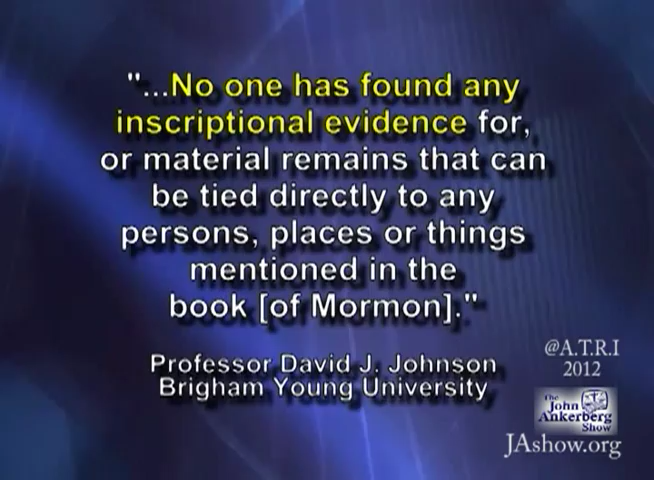 "...No one has found any
inscriptional evidence for,
or material remains that can
be tied directly to any
persons, places or things
mentioned in the
book [of Mormon]."
Professor David J. Johnson
Brigham Young University
@A.T.R.I
2012
The
John
Ankerberg
Show
JAshow.org